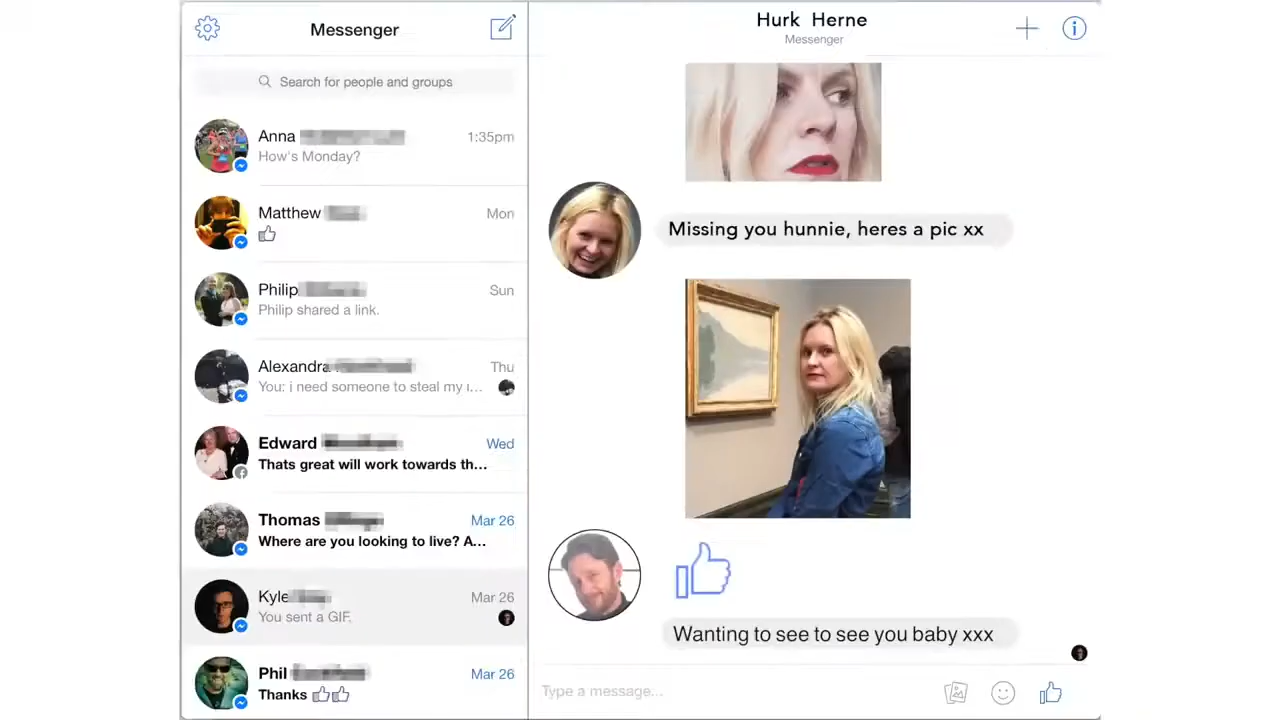 Messenger
Search for people and groups
Anna
1:35pm
How's Monday?
Matthew
Mon
Philip
Sun
Philip shared a link.
Alexandra
Thu
You: i need someone to steal my i...
Edward
Wed
Thats great will work towards th...
Thomas
Mar 26
Where are you looking to live? A...
Kyle
Mar 26
You sent a GIF.
Phil
Mar 26
Thanks
Hurk Herne
Messenger
Missing you hunnie, heres a pic xx
Wanting to see to see you baby xxx
Type a message...